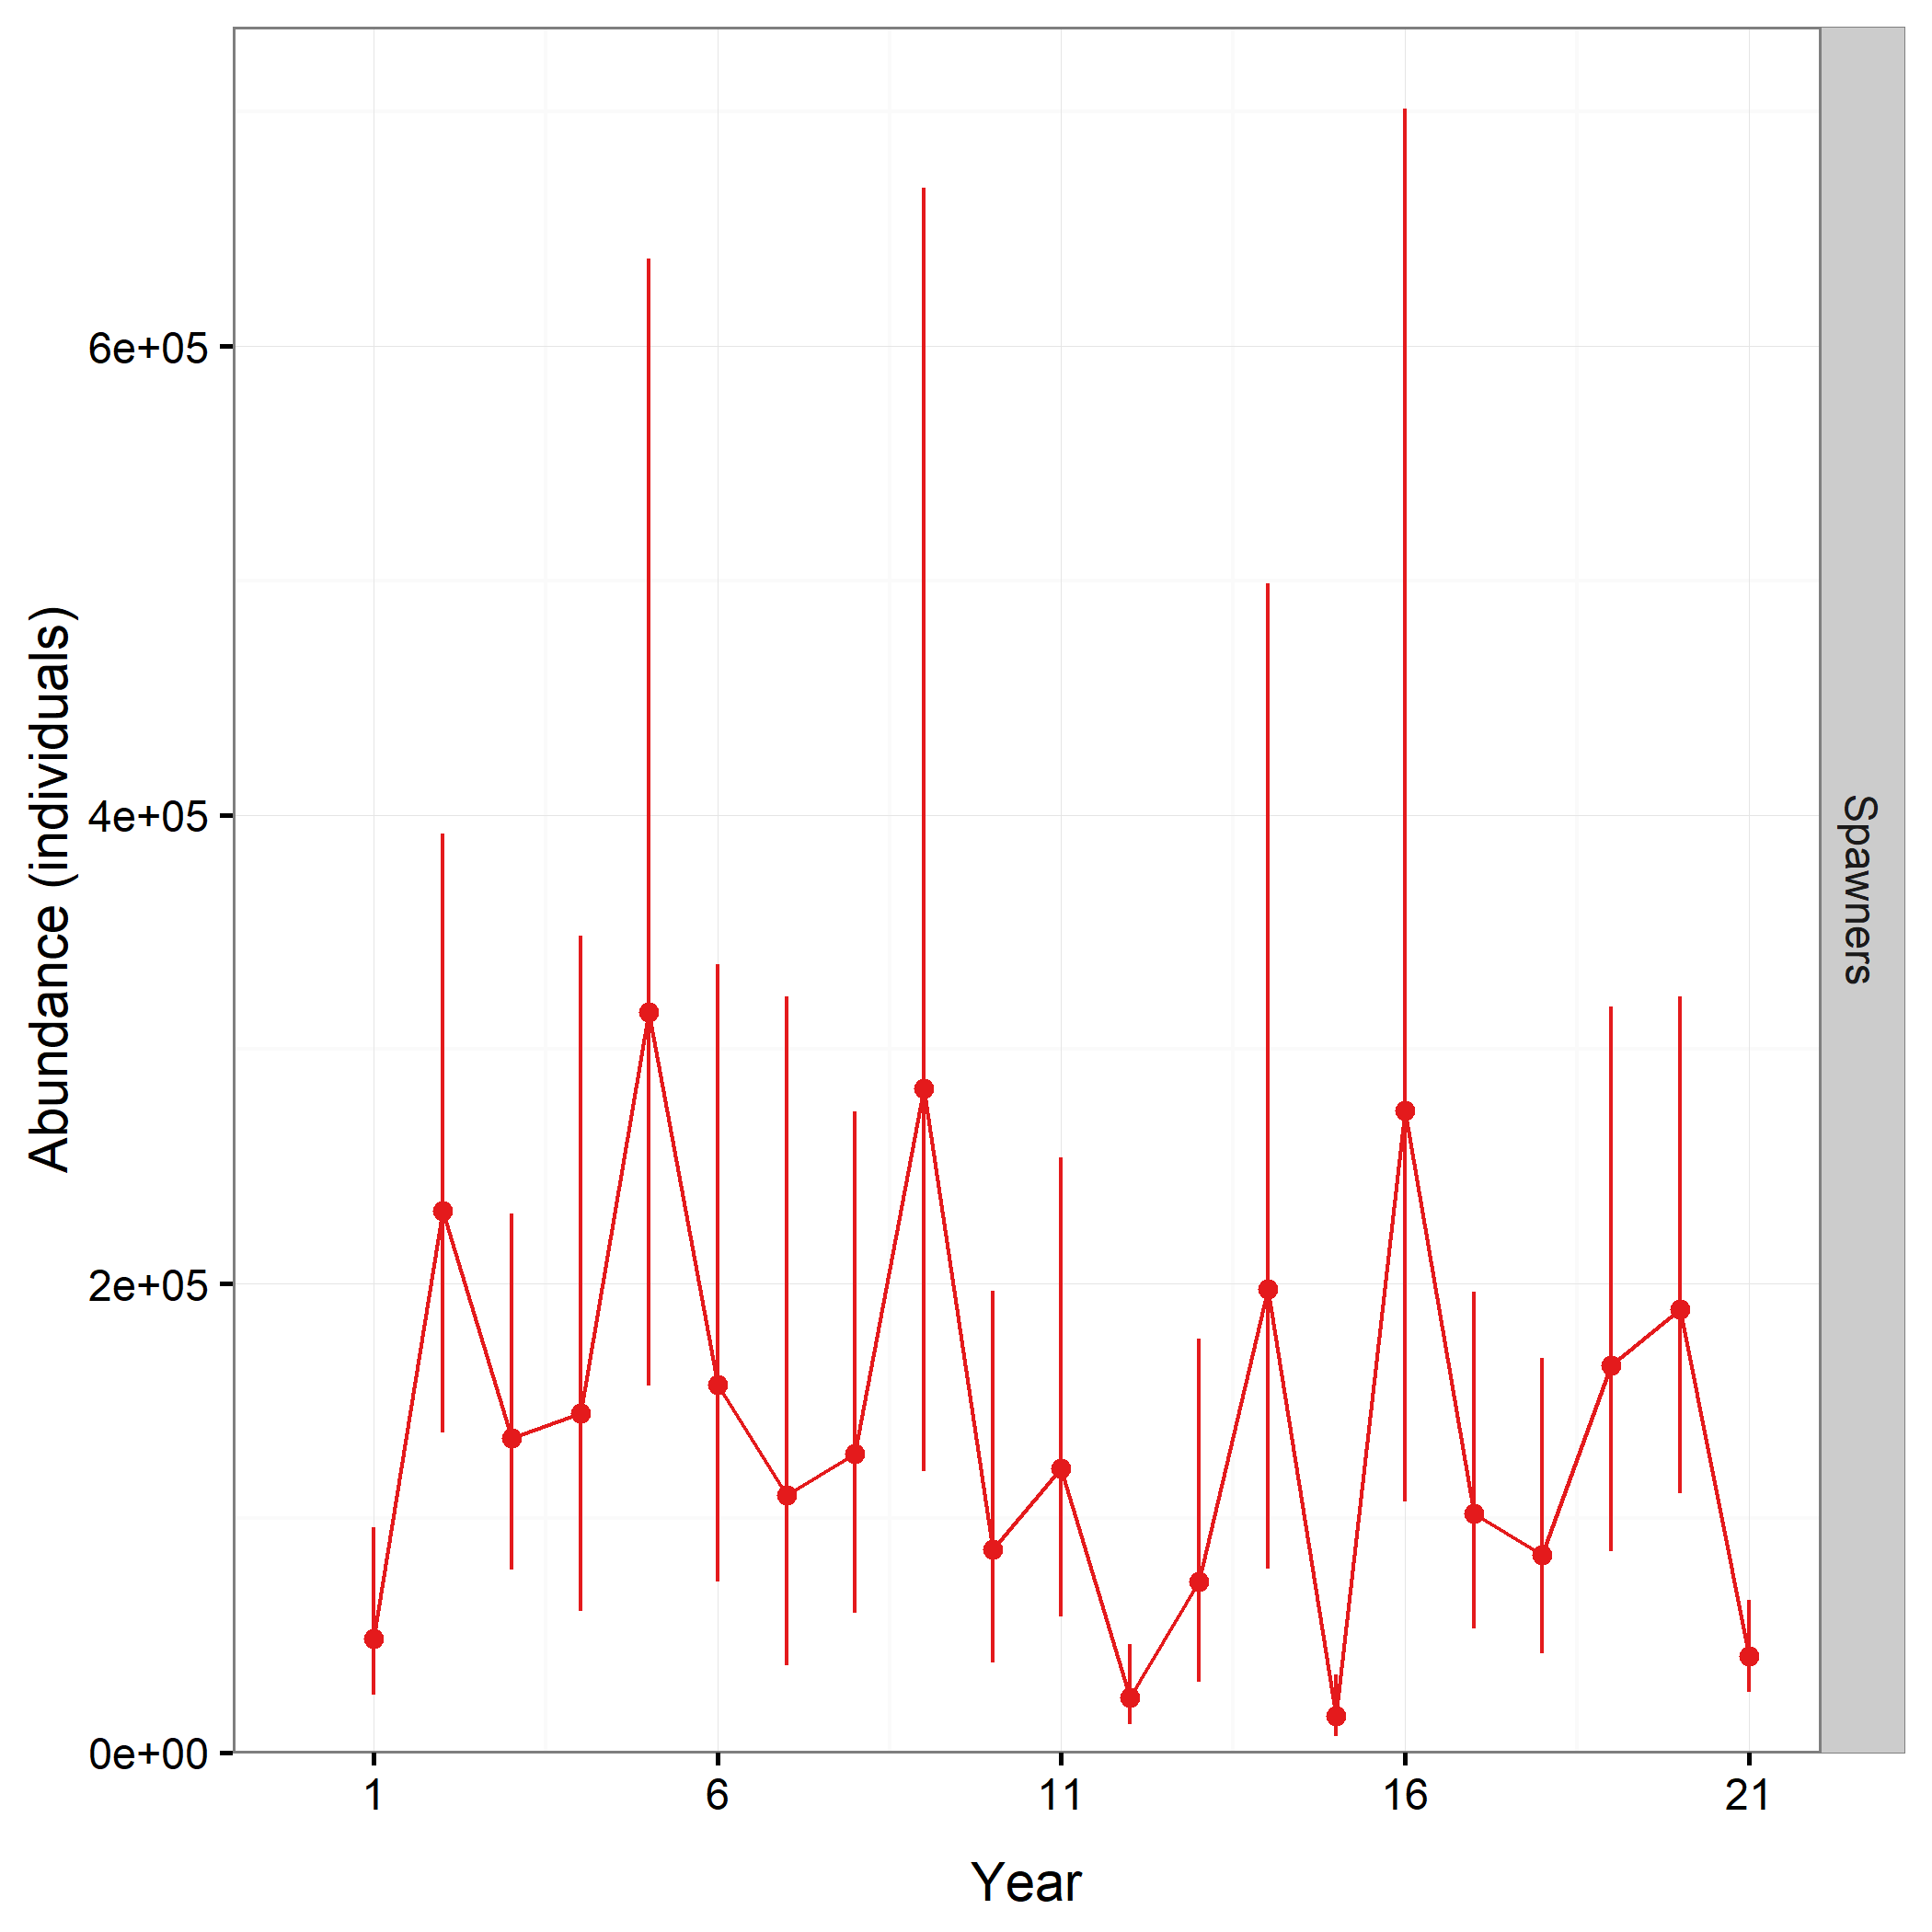 Abundance (individuals)
6e+05
4e+05
2e+05
0e+00
1
6
11
16
21
Year
Spawners